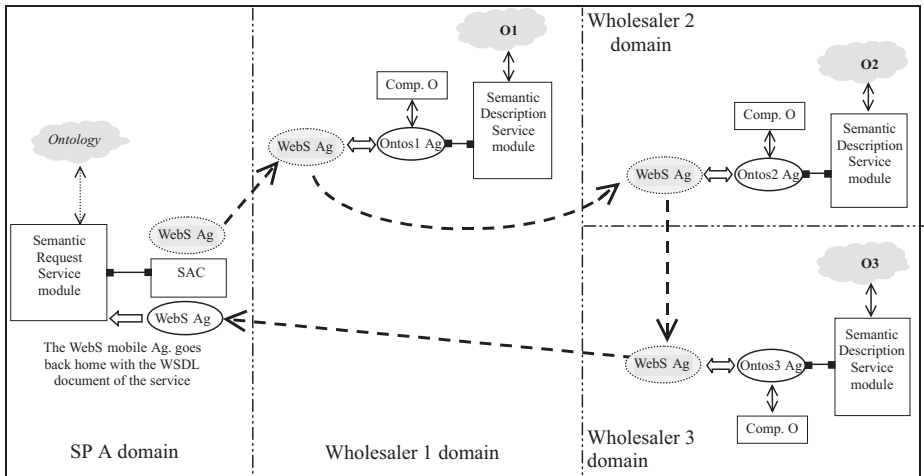 Ontology
Semantic
Request
Service
module
WebS Ag
SAC
WebS Ag
The WebS mobile Ag. goes
back home with the WSDL
document of the service
SP A domain
O1
Comp. O
Semantic
Description
Service
module
WebS Ag
Ontos1 Ag
Wholesaler 1 domain
Wholesaler 2
domain
O2
Comp. O
Semantic
Description
Service
module
WebS Ag
Ontos2 Ag
O3
Semantic
Description
Service
module
WebS Ag
Ontos3 Ag
Comp. O
Wholesaler 3
domain